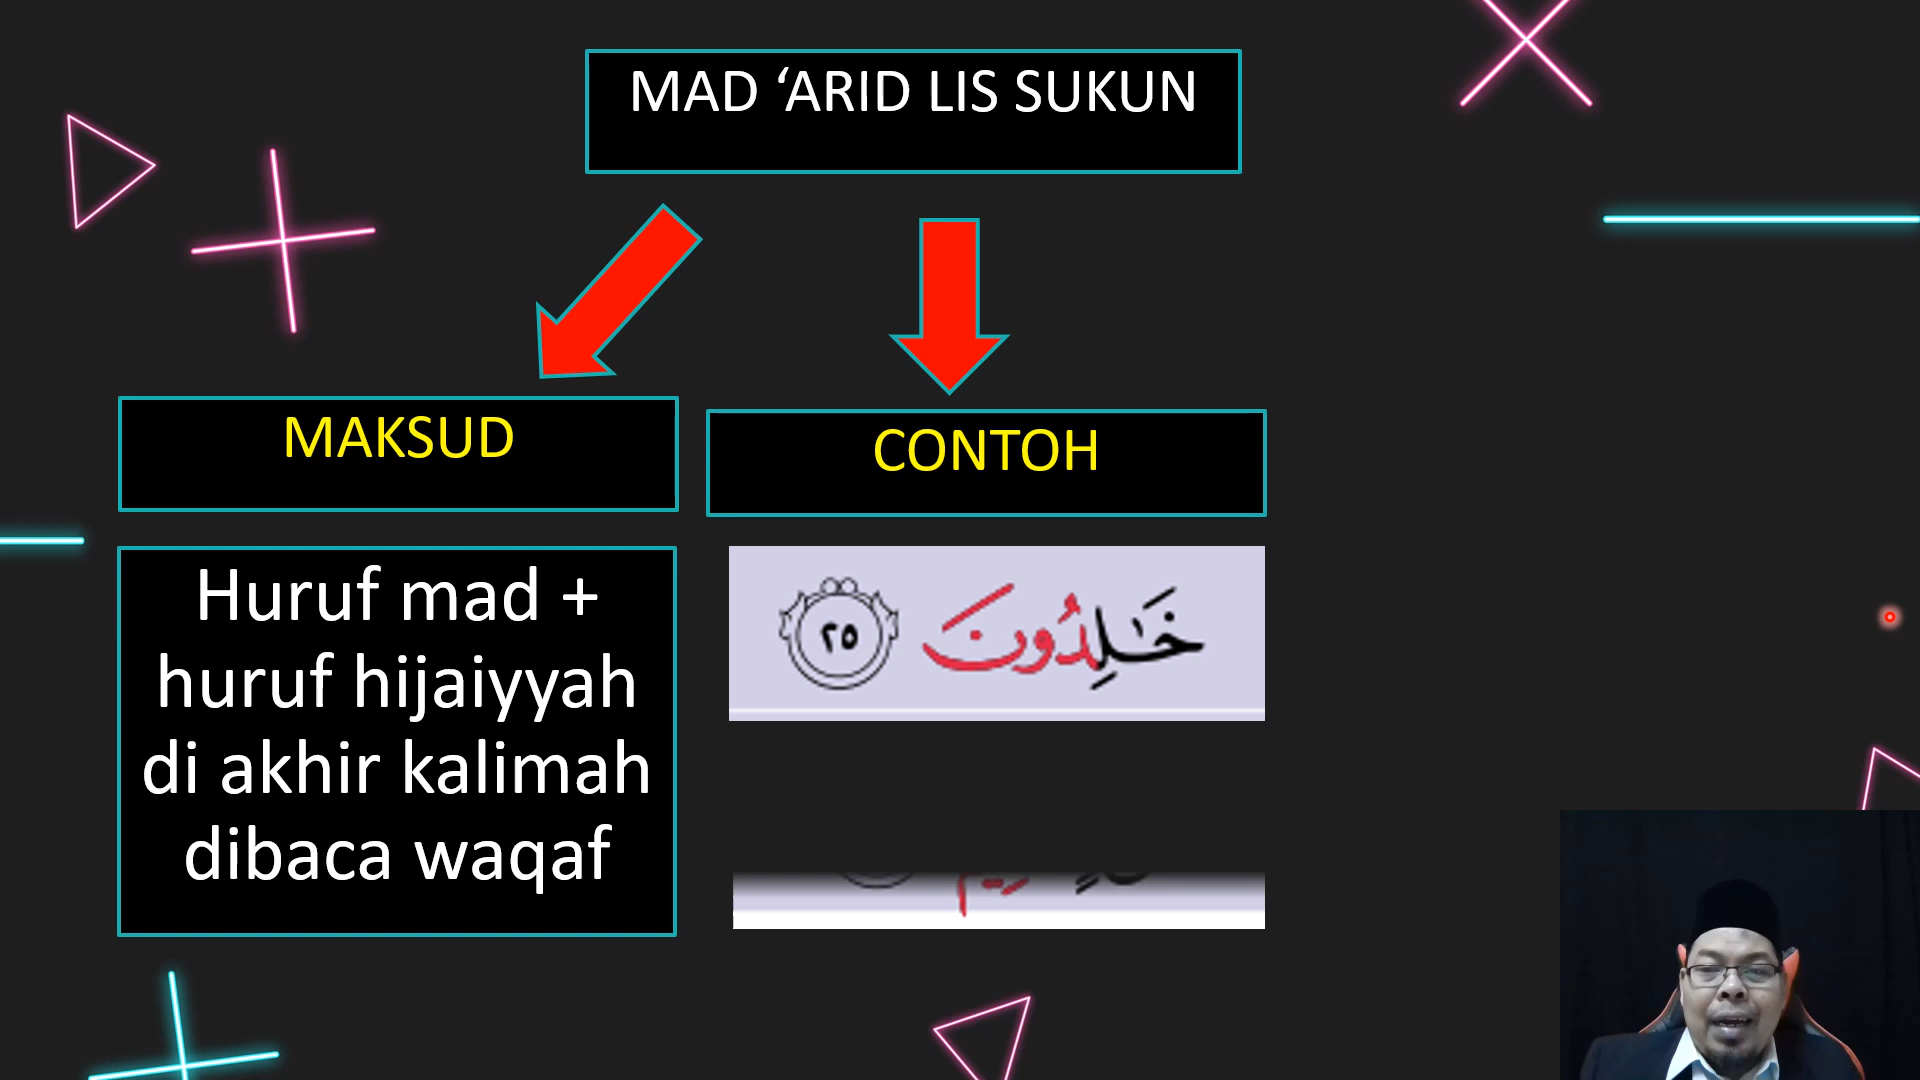 MAD ‘ARID LIS SUKUN
MAKSUD
CONTOH
Huruf mad +
huruf hijaiyyah
di akhir kalimah
dibaca waqaf
خَـٰلِدُونَ ٢٥